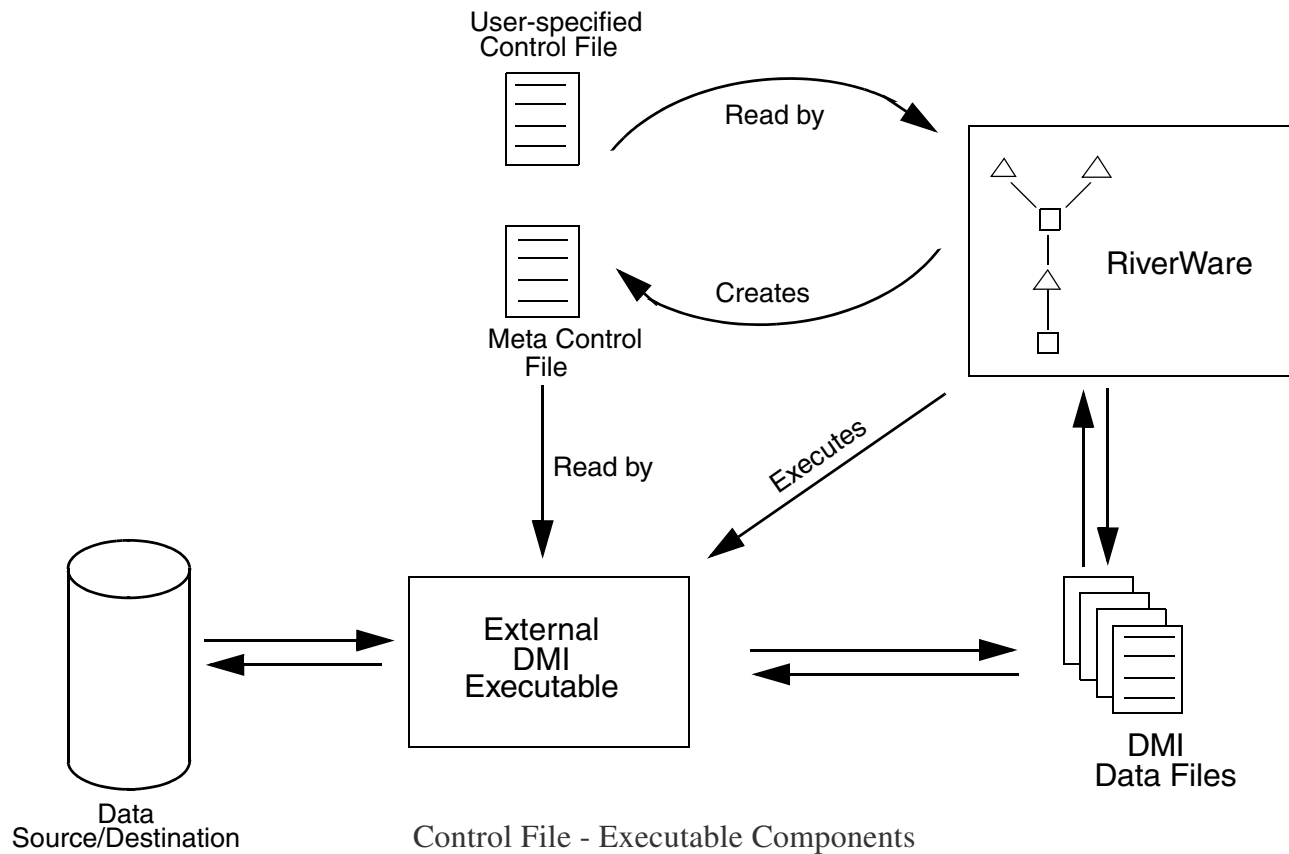 User-specified
Control File
Read by
RiverWare
Creates
Meta Control
File
Executes
Read by
External
DMI
Executable
DMI
Data Files
Data
Source/Destination
Control File - Executable Components